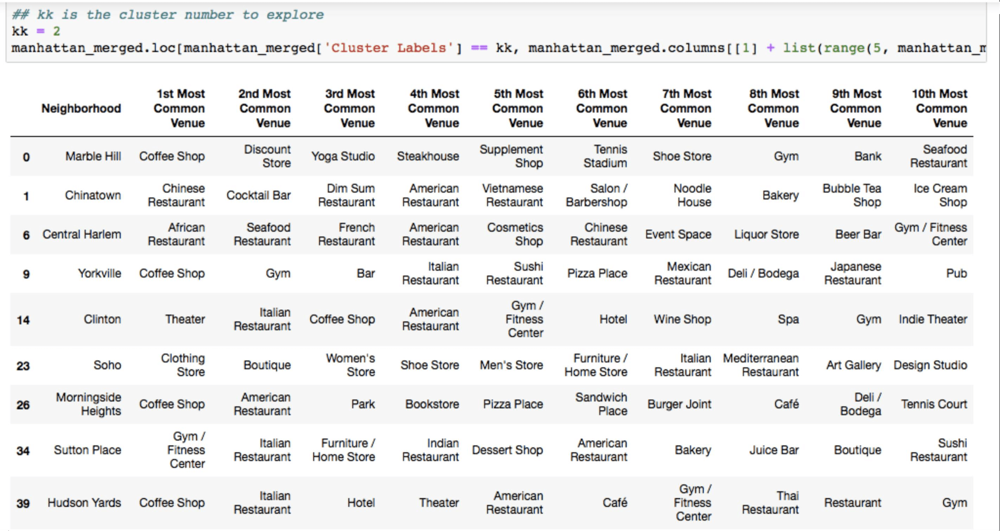 ## kk is the cluster number to explore
kk = 2
manhattan_merged.loc[manhattan_merged['Cluster Labels'] == kk, manhattan_merged.columns[[1] + list(range(5, manhattan_m
Neighborhood 1st Most Common Venue 2nd Most Common Venue 3rd Most Common Venue 4th Most Common Venue 5th Most Common Venue 6th Most Common Venue 7th Most Common Venue 8th Most Common Venue 9th Most Common Venue 10th Most Common Venue
0 Marble Hill Coffee Shop Discount Store Yoga Studio Steakhouse Supplement Shop Tennis Stadium Shoe Store Gym Bank Seafood Restaurant
1 Chinatown Chinese Restaurant Cocktail Bar Dim Sum Restaurant American Restaurant Vietnamese Restaurant Salon / Barbershop Noodle House Bakery Bubble Tea Shop Ice Cream Shop
6 Central Harlem African Restaurant Seafood Restaurant French Restaurant American Restaurant Cosmetics Shop Chinese Restaurant Event Space Liquor Store Beer Bar Gym / Fitness Center
9 Yorkville Coffee Shop Gym Bar Italian Restaurant Sushi Restaurant Pizza Place Mexican Restaurant Deli / Bodega Japanese Restaurant Pub
14 Clinton Theater Italian Restaurant Coffee Shop American Restaurant Gym / Fitness Center Hotel Wine Shop Spa Gym Indie Theater
23 Soho Clothing Store Boutique Women's Store Shoe Store Men's Store Furniture / Home Store Italian Restaurant Mediterranean Restaurant Art Gallery Design Studio
26 Morningside Heights Coffee Shop American Restaurant Park Bookstore Pizza Place Sandwich Place Burger Joint Café Deli / Bodega Tennis Court
34 Sutton Place Gym / Fitness Center Italian Restaurant Furniture / Home Store Indian Restaurant Dessert Shop American Restaurant Bakery Juice Bar Boutique Sushi Restaurant
39 Hudson Yards Coffee Shop Italian Restaurant Hotel Theater American Restaurant Café Gym / Fitness Center Thai Restaurant Restaurant Gym